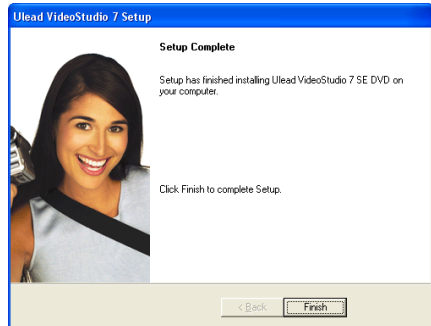 Ulead VideoStudio 7 Setup
Setup Complete
Setup has finished installing Ulead VideoStudio 7 SE DVD on
your computer.
Click Finish to complete Setup.
< Back
Finish